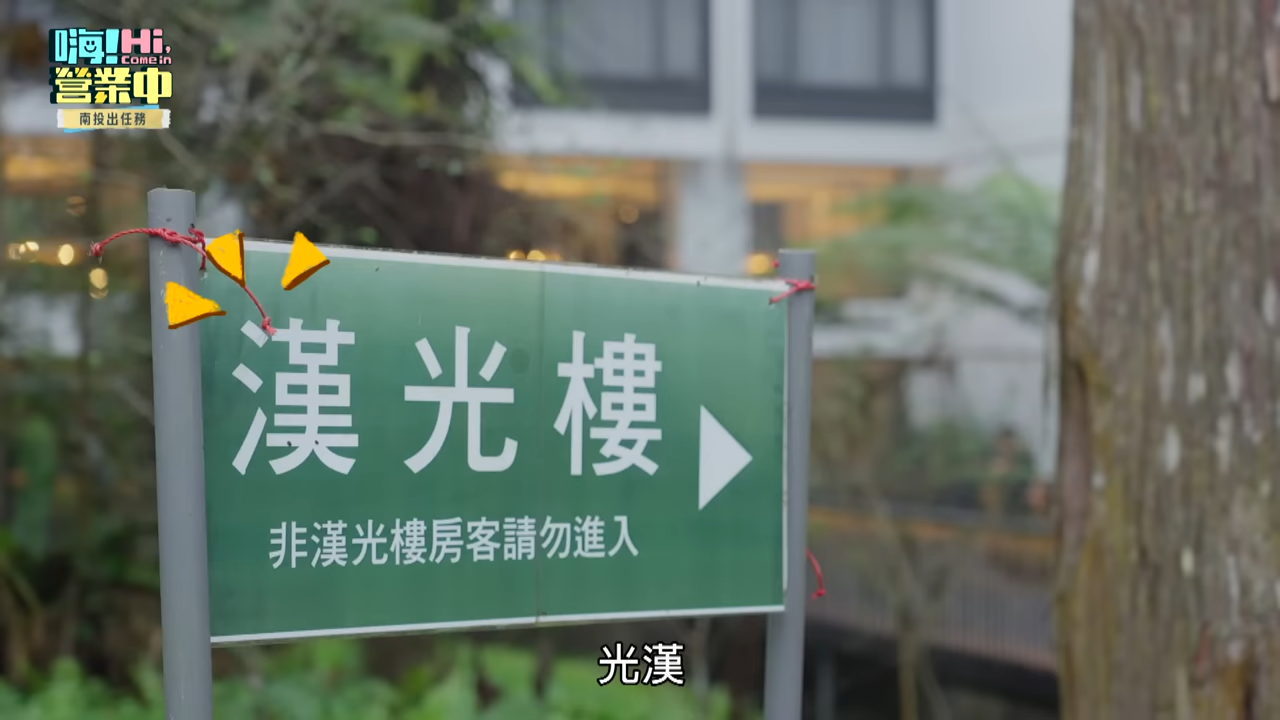 嗨!Hi,
Come in
營業中
南投出任務
漢光樓
非漢光樓房客請勿進入
光漢